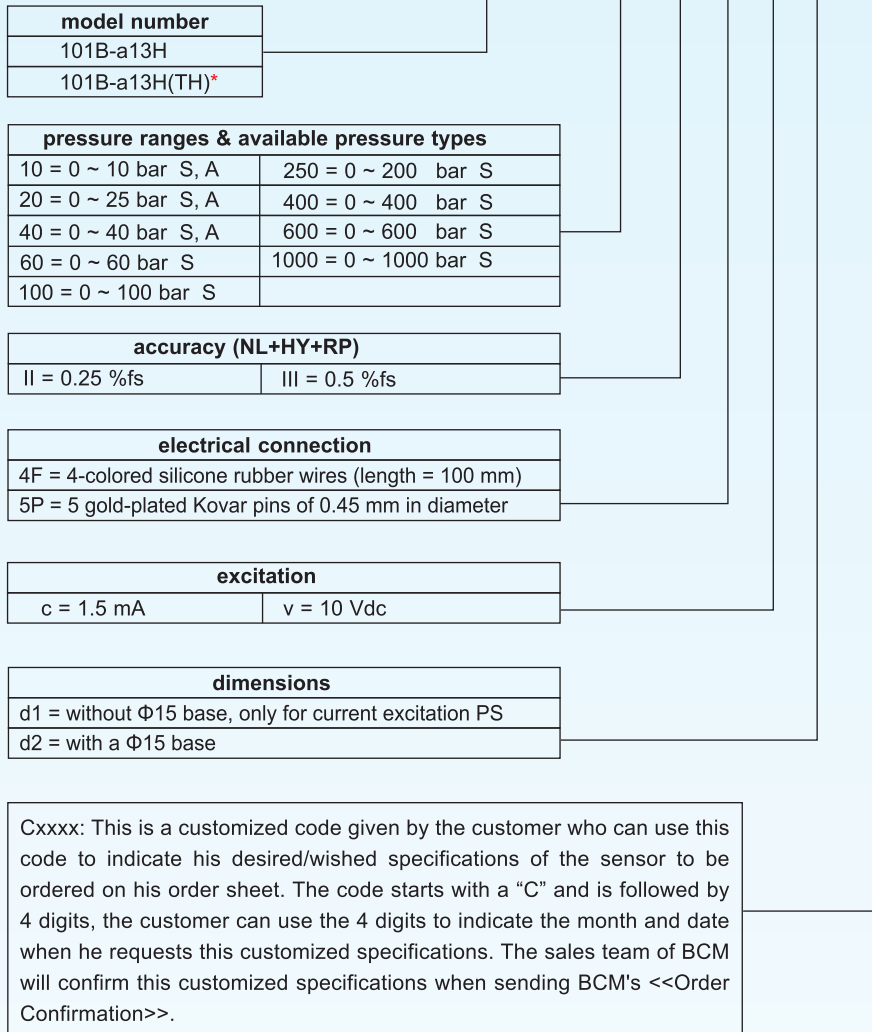 model number
101B-a13H
101B-a13H(TH)*
pressure ranges & available pressure types
10 = 0 ~ 10 bar S, A
250 = 0 ~ 200 bar S
20 = 0 ~ 25 bar S, A
400 = 0 ~ 400 bar S
40 = 0 ~ 40 bar S, A
600 = 0 ~ 600 bar S
60 = 0 ~ 60 bar S
1000 = 0 ~ 1000 bar S
100 = 0 ~ 100 bar S
accuracy (NL+HY+RP)
II = 0.25 %fs
III = 0.5 %fs
electrical connection
4F = 4-colored silicone rubber wires (length = 100 mm)
5P = 5 gold-plated Kovar pins of 0.45 mm in diameter
excitation
c = 1.5 mA
v = 10 Vdc
dimensions
d1 = without Φ15 base, only for current excitation PS
d2 = with a Φ15 base
Cxxxx: This is a customized code given by the customer who can use this
code to indicate his desired/wished specifications of the sensor to be
ordered on his order sheet. The code starts with a “C” and is followed by
4 digits, the customer can use the 4 digits to indicate the month and date
when he requests this customized specifications. The sales team of BCM
will confirm this customized specifications when sending BCM's <<Order
Confirmation>>.